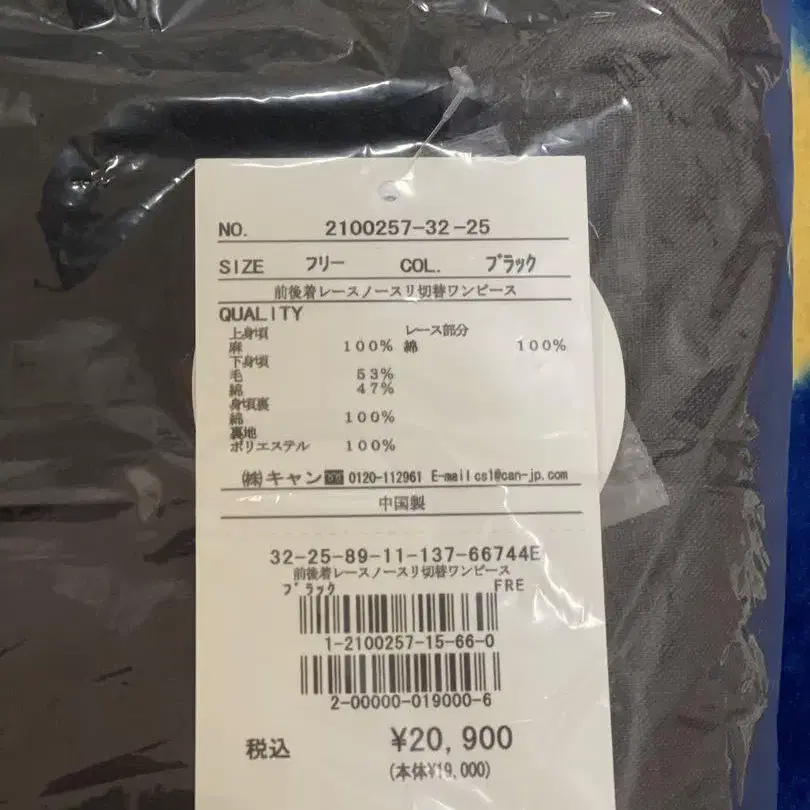 NO. 2100257-32-25
SIZE フリー COL. ブラック
前後着レースノースリ切替ワンピース
QUALITY
上身頃 レース部分
麻 100% 綿 100%
下身頃
毛 53%
綿 47%
身頃裏
綿 100%
裏地
ポリエステル 100%
(株)キャン 0120-112961 E-mail cs1@can-jp.com
中国製
32-25-89-11-137-66744E
前後着レースノースリ切替ワンピース
ブラック FRE
1-2100257-15-66-0
2-00000-019000-6
税込 ¥20,900
(本体¥19,000)